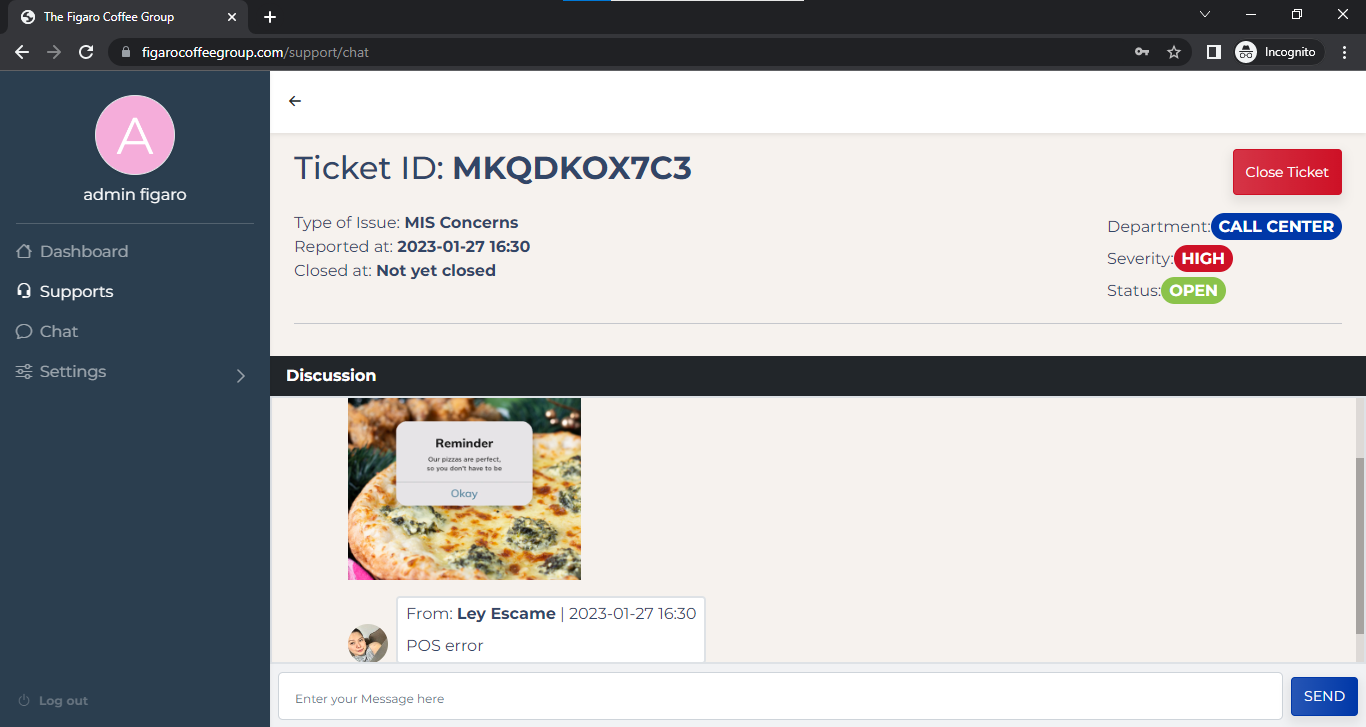 The Figaro Coffee Group
figarocoffeegroup.com/support/chat
Incognito
A
admin figaro
Dashboard
Supports
Chat
Settings
Log out
Ticket ID: MKQDKOX7C3
Close Ticket
Type of Issue: MIS Concerns
Reported at: 2023-01-27 16:30
Closed at: Not yet closed
Department: CALL CENTER
Severity: HIGH
Status: OPEN
Discussion
Reminder
Our pizzas are perfect,
so you don't have to be
Okay
From: Ley Escame | 2023-01-27 16:30
POS error
Enter your Message here
SEND